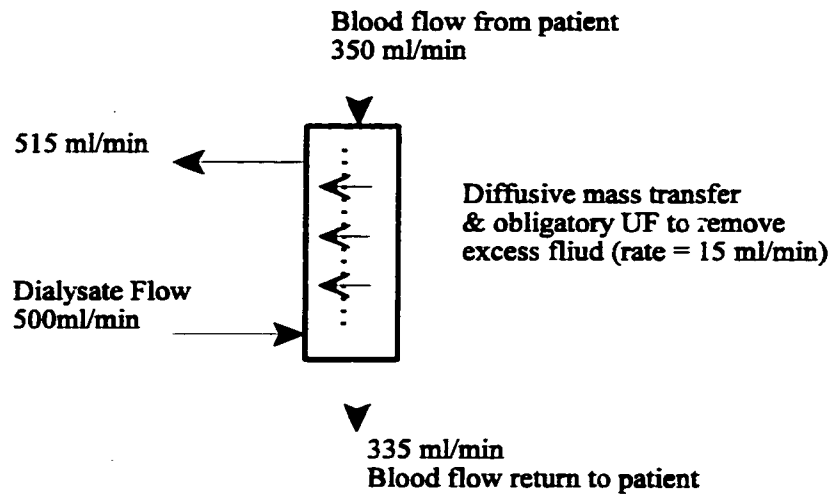 Blood flow from patient
350 ml/min
515 ml/min
Diffusive mass transfer
& obligatory UF to remove
excess fliud (rate = 15 ml/min)
Dialysate Flow
500ml/min
335 ml/min
Blood flow return to patient